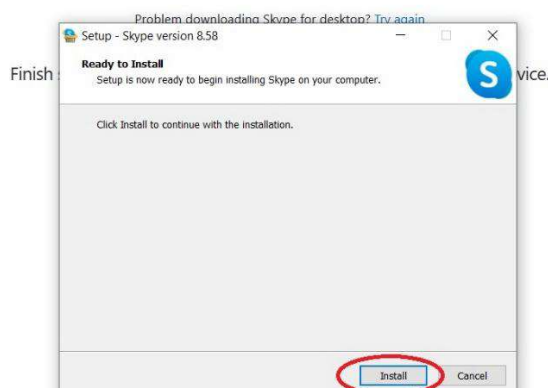 Problem downloading Skype for desktop? Try again
Setup - Skype version 8.58
Ready to Install
Setup is now ready to begin installing Skype on your computer.
Finish
S
vice.
Click Install to continue with the installation.
Install
Cancel